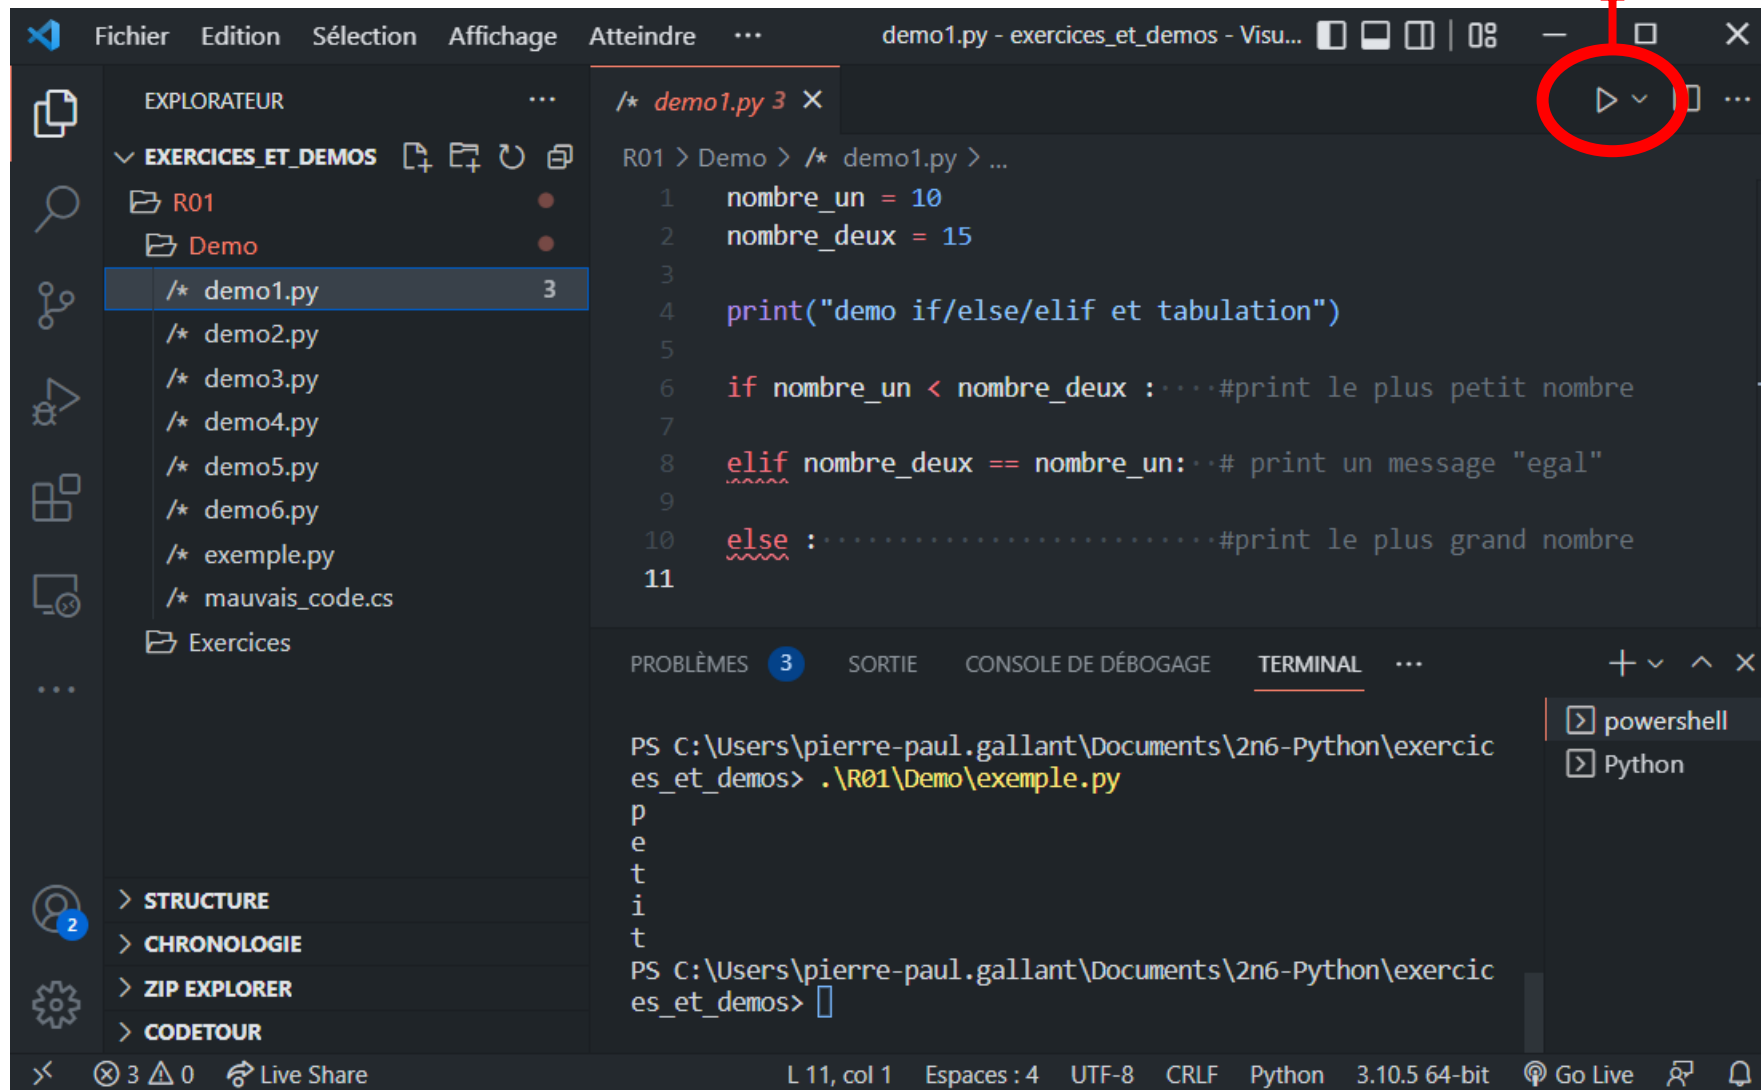 Fichier Edition Sélection Affichage Atteindre ··· demo1.py - exercices_et_demos - Visu...
EXPLORATEUR ···
EXERCICES_ET_DEMOS
R01
Demo
/* demo1.py 3
/* demo2.py
/* demo3.py
/* demo4.py
/* demo5.py
/* demo6.py
/* exemple.py
/* mauvais_code.cs
Exercices
STRUCTURE
CHRONOLOGIE
ZIP EXPLORER
CODETOUR
2
/* demo1.py 3
R01 > Demo > /* demo1.py > ...
1 nombre_un = 10
2 nombre_deux = 15
3
4 print("demo if/else/elif et tabulation")
5
6 if nombre_un < nombre_deux :····#print le plus petit nombre
7
8 elif nombre_deux == nombre_un:··# print un message "egal"
9
10 else :··························#print le plus grand nombre
11
PROBLÈMES 3 SORTIE CONSOLE DE DÉBOGAGE TERMINAL ···
PS C:\Users\pierre-paul.gallant\Documents\2n6-Python\exercic
es_et_demos> .\R01\Demo\exemple.py
p
e
t
i
t
PS C:\Users\pierre-paul.gallant\Documents\2n6-Python\exercic
es_et_demos>
powershell
Python
3 0 Live Share L 11, col 1 Espaces : 4 UTF-8 CRLF Python 3.10.5 64-bit Go Live